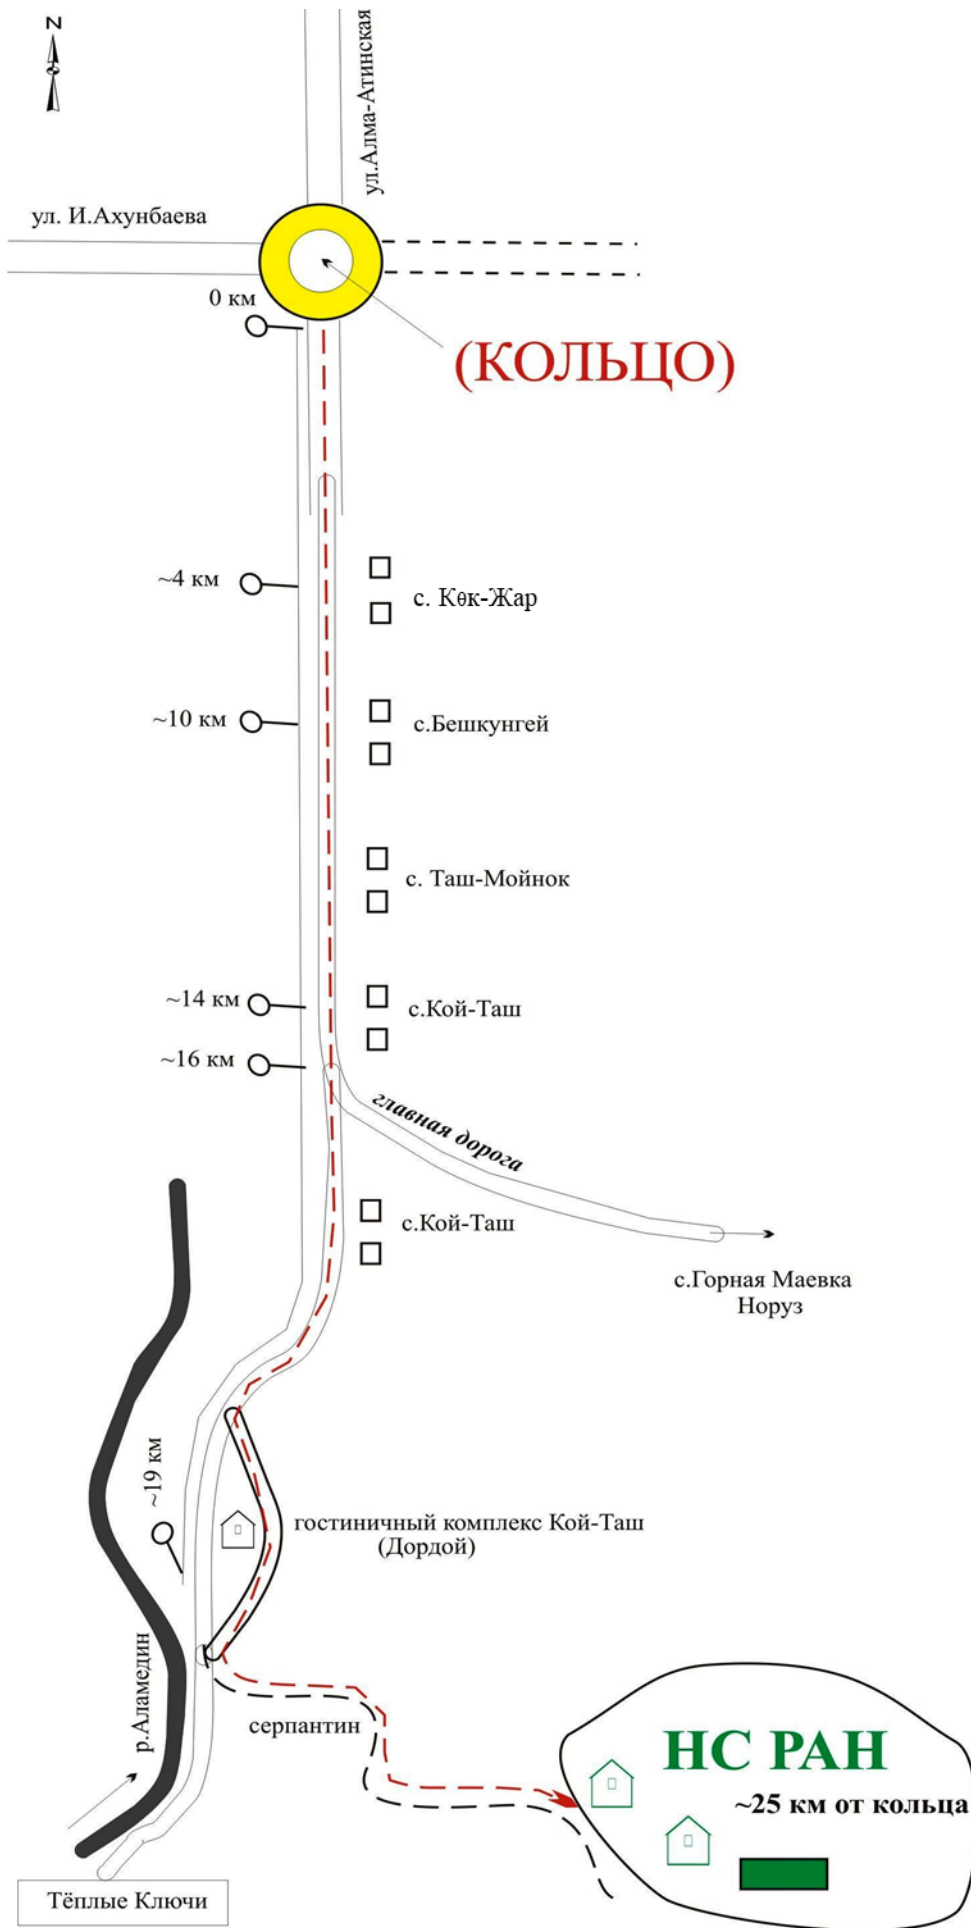 N
ул.Алма-Атинская
ул. И.Ахунбаева
0 км
(КОЛЬЦО)
~4 км
с. Көк-Жар
~10 км
с.Бешкунгей
с. Таш-Мойнок
~14 км
с.Кой-Таш
~16 км
главная дорога
с.Кой-Таш
с.Горная Маевка
Норуз
~19 км
гостиничный комплекс Кой-Таш
(Дордой)
р.Аламедин
серпантин
НС РАН
~25 км от кольца
Тёплые Ключи